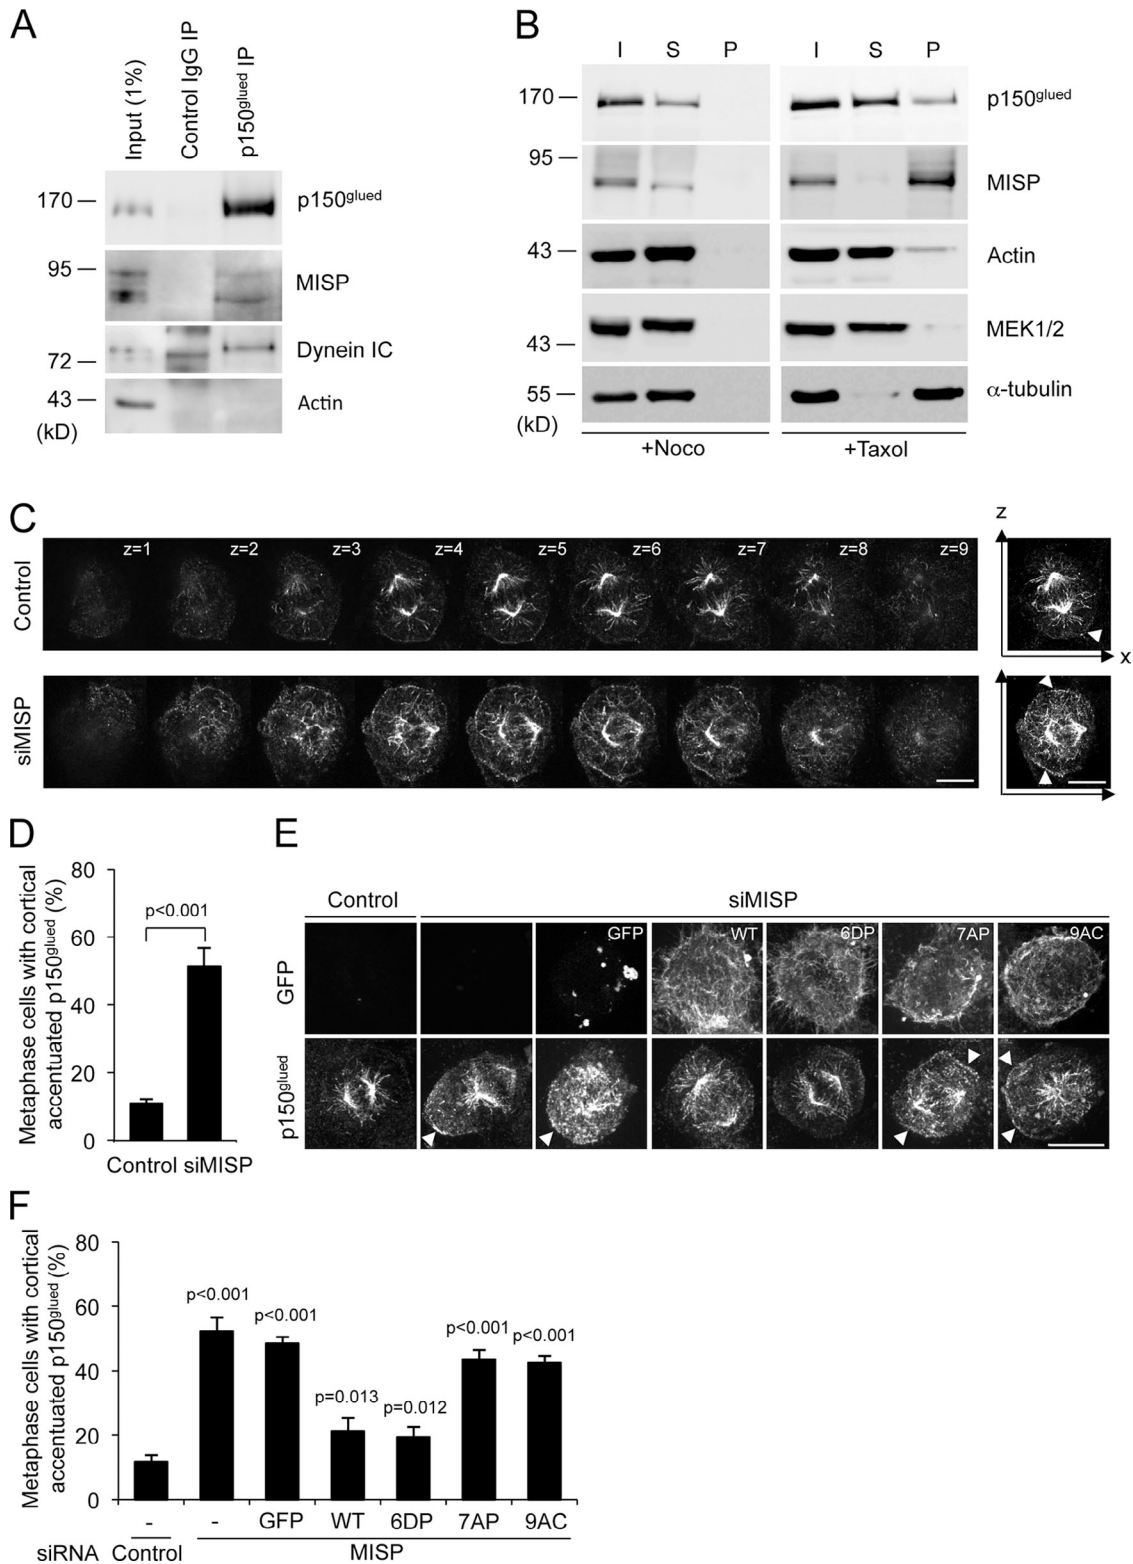 A
Input (1%)
Control IgG IP
p150glued IP
170
p150glued
95
MISP
72
Dynein IC
43
Actin
(kD)
B
I S P I S P
170
p150glued
95
MISP
43
Actin
43
MEK1/2
55
α-tubulin
(kD)
+Noco +Taxol
C
Control
z=1 z=2 z=3 z=4 z=5 z=6 z=7 z=8 z=9
z
x
siMISP
D
Metaphase cells with cortical
accentuated p150glued (%)
80
60
40
20
0
p<0.001
Control siMISP
E
Control siMISP
GFP
GFP WT 6DP 7AP 9AC
p150glued
F
Metaphase cells with cortical
accentuated p150glued (%)
80
60
40
20
0
p<0.001
p<0.001
p=0.013
p=0.012
p<0.001
p<0.001
- - GFP WT 6DP 7AP 9AC
siRNA Control MISP